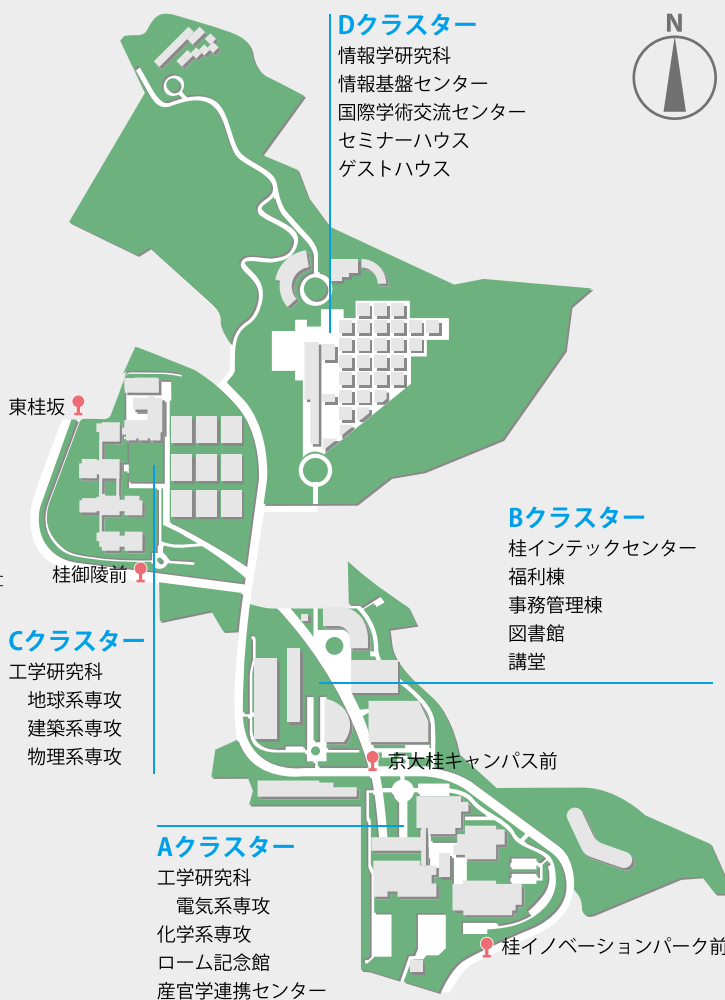 Dクラスター
情報学研究科
情報基盤センター
国際学術交流センター
セミナーハウス
ゲストハウス
N
東桂坂
桂御陵前
Cクラスター
工学研究科
地球系専攻
建築系専攻
物理系専攻
Bクラスター
桂インテックセンター
福利棟
事務管理棟
図書館
講堂
京大桂キャンパス前
Aクラスター
工学研究科
電気系専攻
化学系専攻
ローム記念館
産官学連携センター
桂イノベーションパーク前